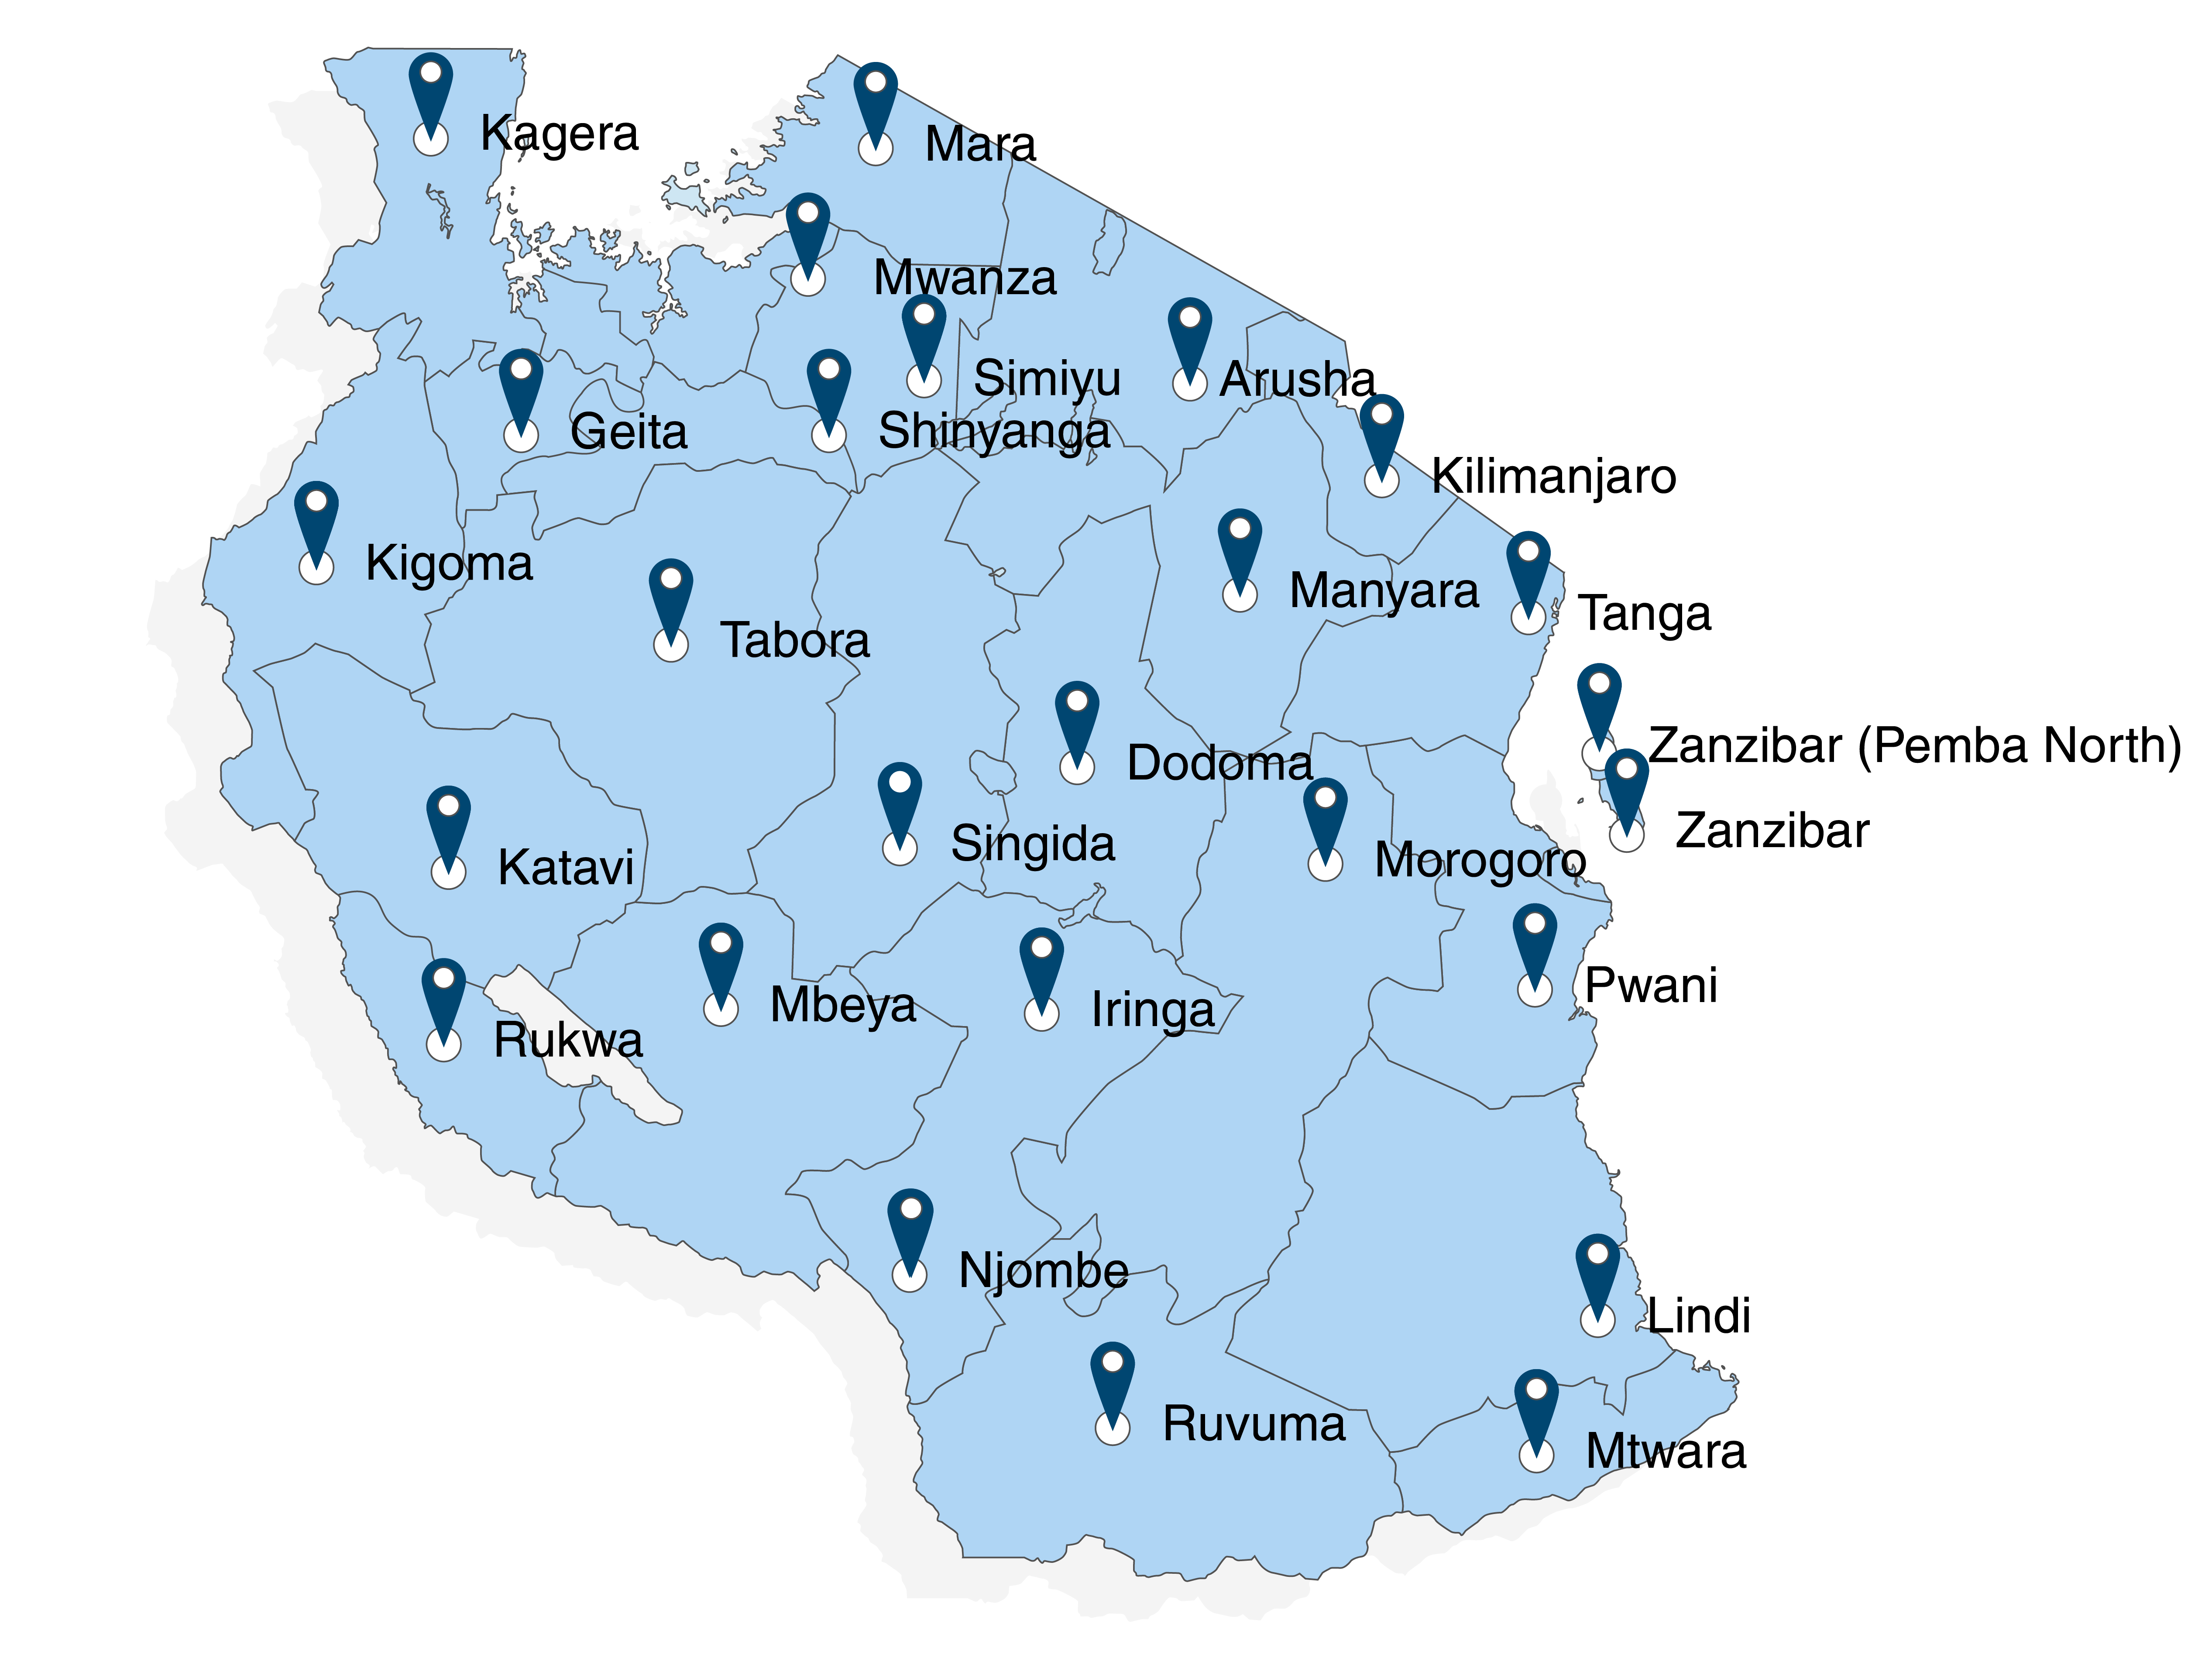 Kagera
Mara
Mwanza
Simiyu
Arusha
Geita
Shinyanga
Kilimanjaro
Kigoma
Manyara
Tanga
Tabora
Zanzibar (Pemba North)
Dodoma
Zanzibar
Singida
Morogoro
Katavi
Pwani
Mbeya
Iringa
Rukwa
Njombe
Lindi
Ruvuma
Mtwara